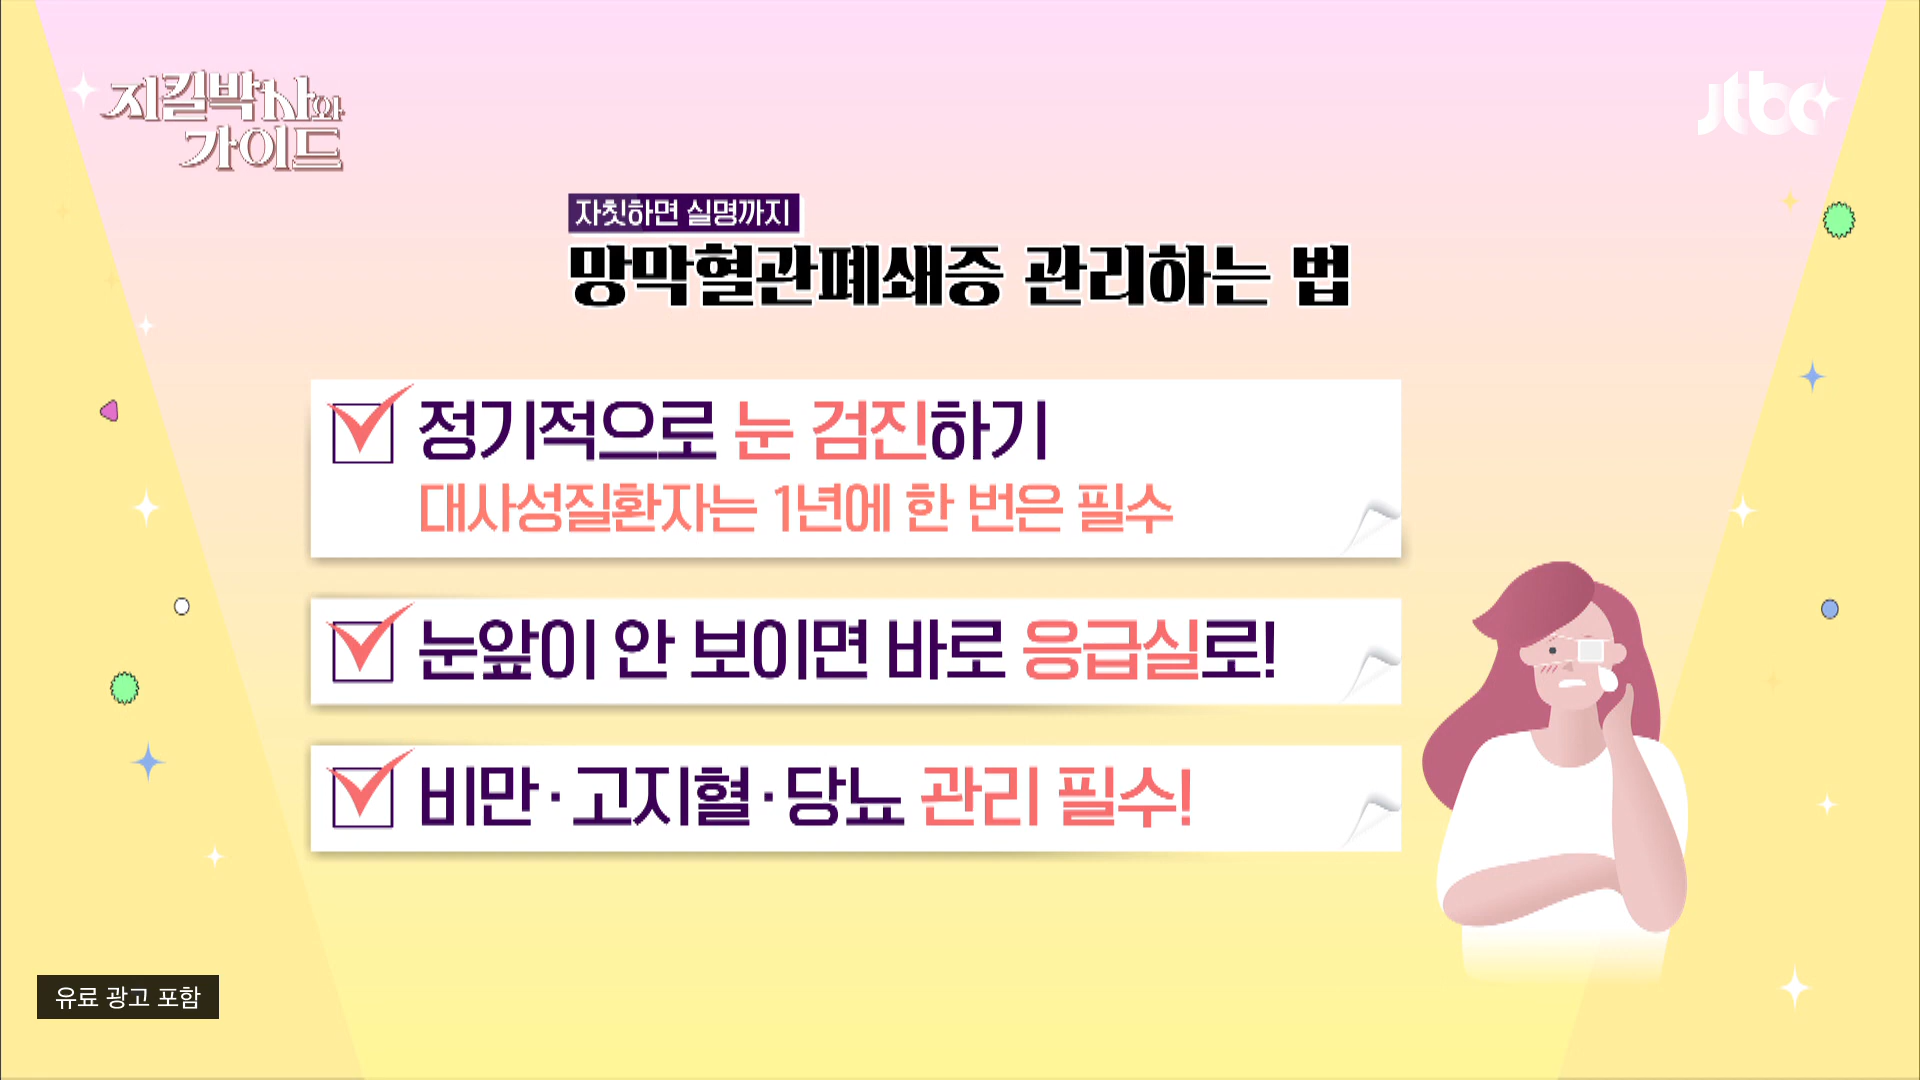 지킬박사와
가이드
jtbc
자칫하면 실명까지
망막혈관폐쇄증 관리하는 법
정기적으로 눈 검진하기
대사성질환자는 1년에 한 번은 필수
눈앞이 안 보이면 바로 응급실로!
비만·고지혈·당뇨 관리 필수!
유료 광고 포함